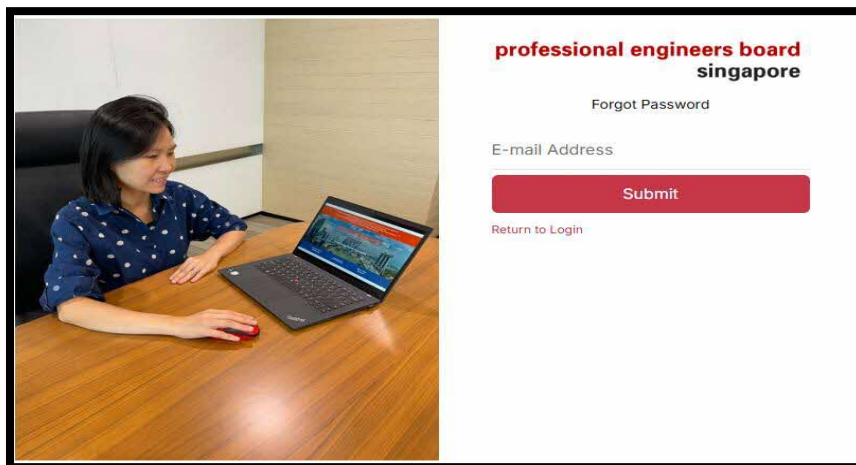 professional engineers board
singapore
Forgot Password
E-mail Address
Submit
Return to Login